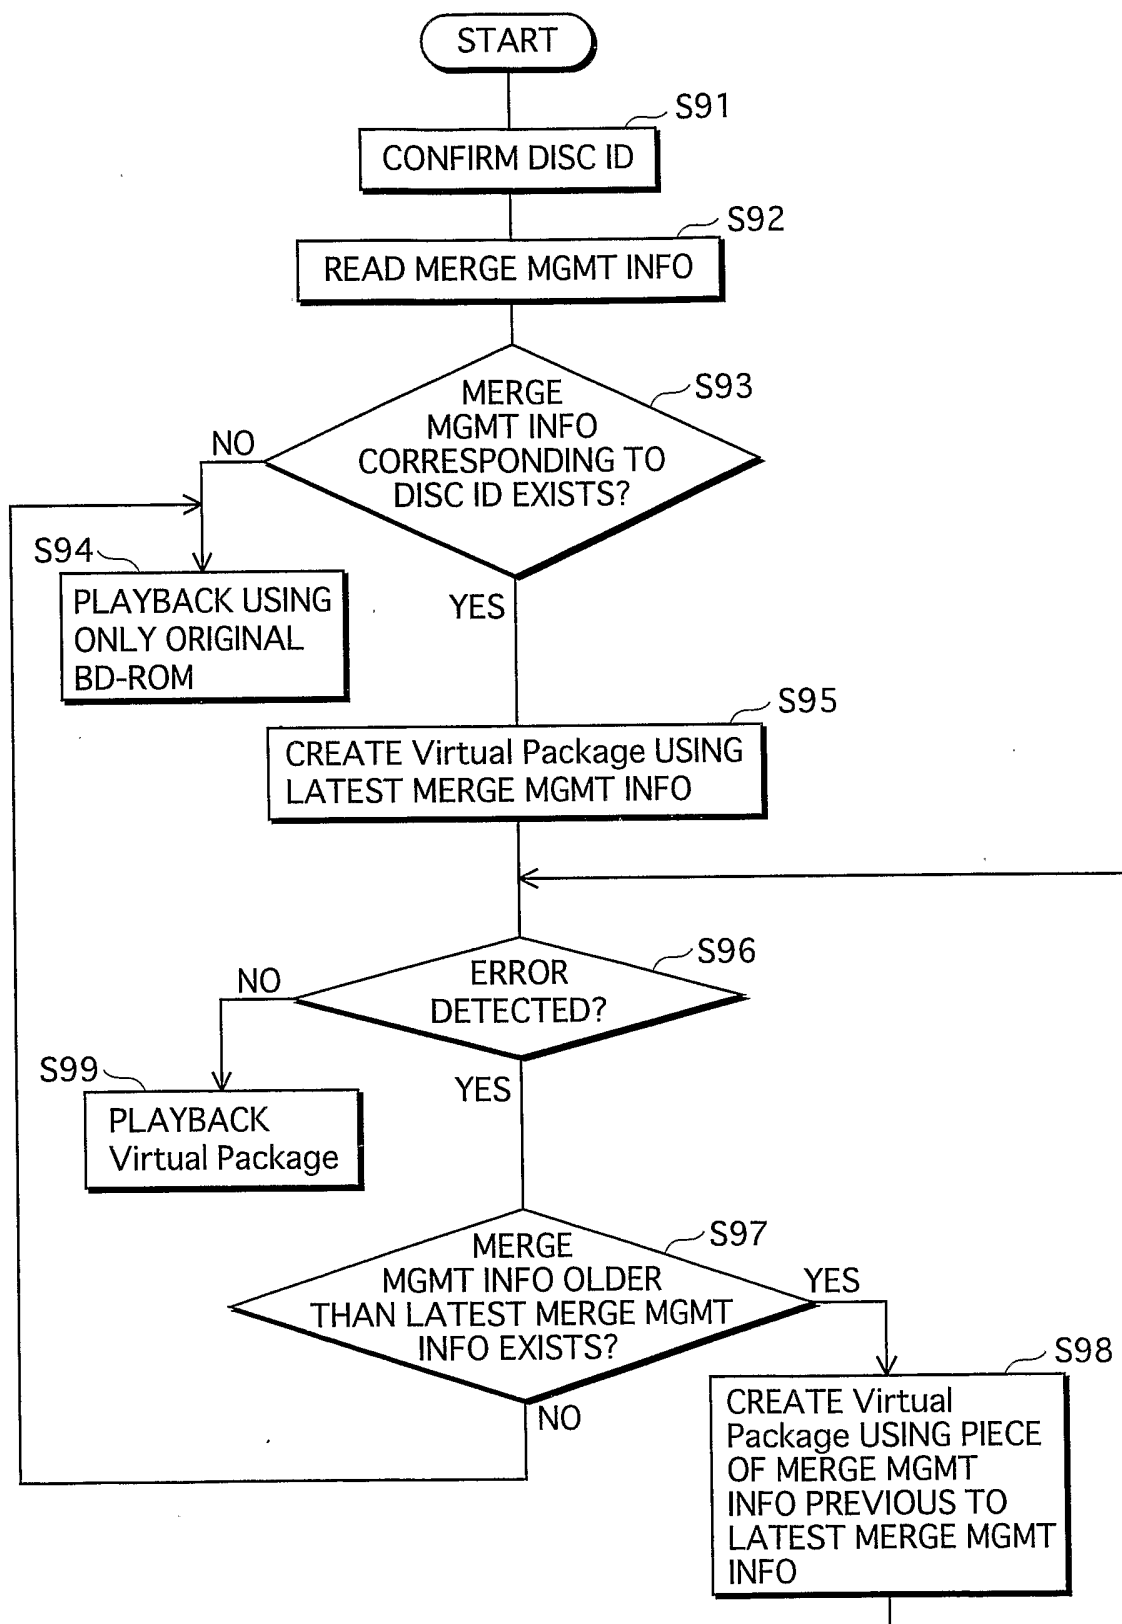 START
S91
CONFIRM DISC ID
S92
READ MERGE MGMT INFO
S93
MERGE
MGMT INFO
CORRESPONDING TO
DISC ID EXISTS?
NO
YES
S94
PLAYBACK USING
ONLY ORIGINAL
BD-ROM
S95
CREATE Virtual Package USING
LATEST MERGE MGMT INFO
S96
ERROR
DETECTED?
NO
YES
S99
PLAYBACK
Virtual Package
S97
MERGE
MGMT INFO OLDER
THAN LATEST MERGE MGMT
INFO EXISTS?
YES
NO
S98
CREATE Virtual
Package USING PIECE
OF MERGE MGMT
INFO PREVIOUS TO
LATEST MERGE MGMT
INFO